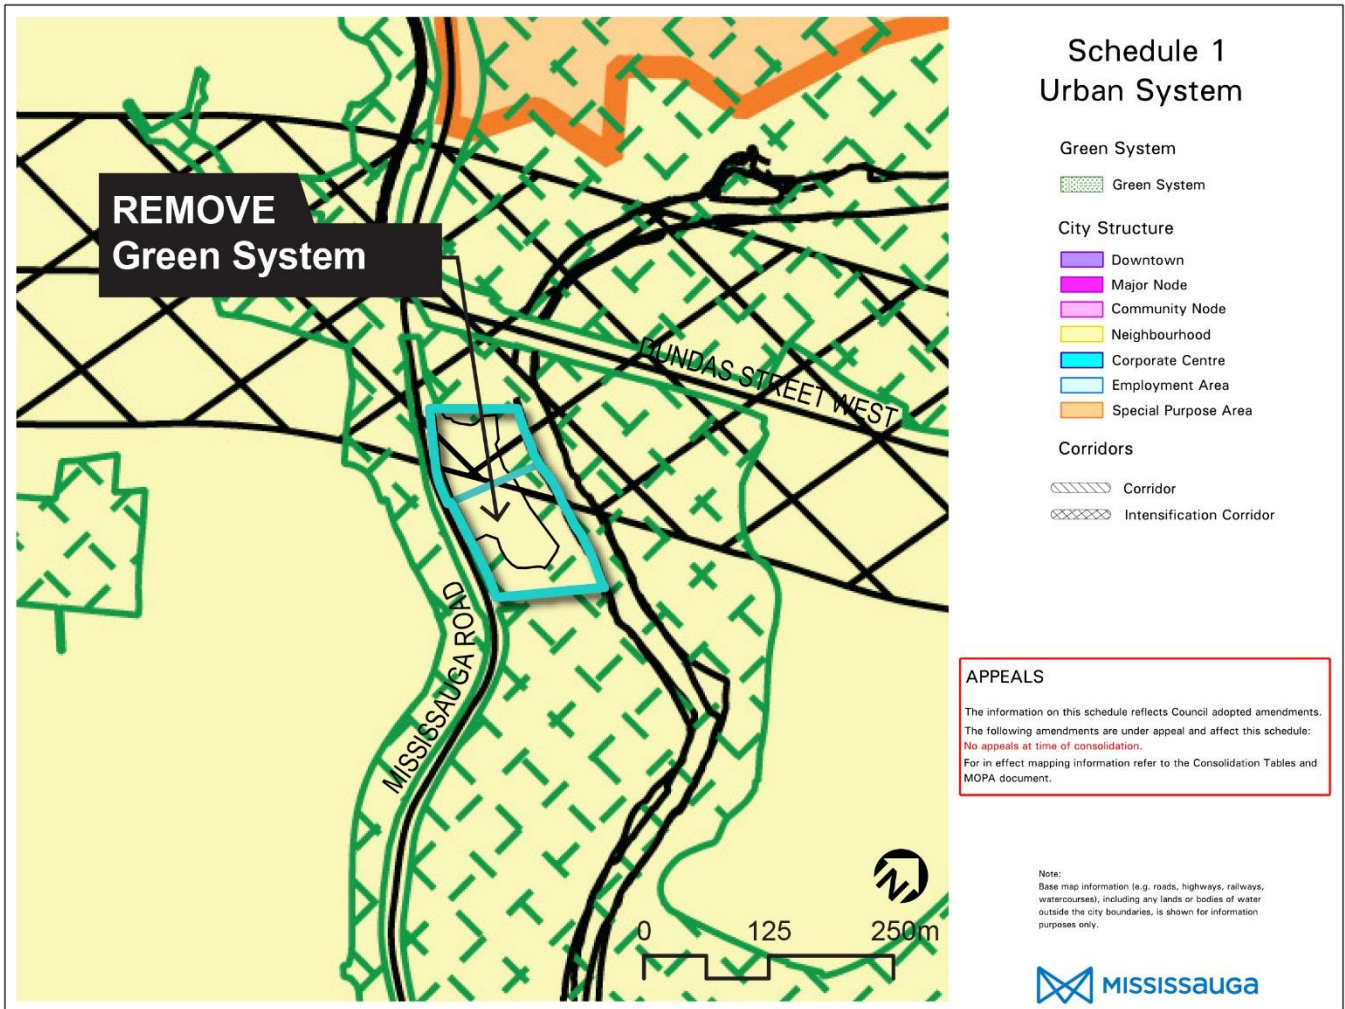 REMOVE
Green System
DUNDAS STREET WEST
MISSISSAUGA ROAD
N
0 125 250m
Schedule 1
Urban System
Green System
Green System
City Structure
Downtown
Major Node
Community Node
Neighbourhood
Corporate Centre
Employment Area
Special Purpose Area
Corridors
Corridor
Intensification Corridor
APPEALS
The information on this schedule reflects Council adopted amendments.
The following amendments are under appeal and affect this schedule:
No appeals at time of consolidation.
For in effect mapping information refer to the Consolidation Tables and
MOPA document.
Note:
Base map information (e.g. roads, highways, railways,
watercourses), including any lands or bodies of water
outside the city boundaries, is shown for information
purposes only.
MISSISSAUGA